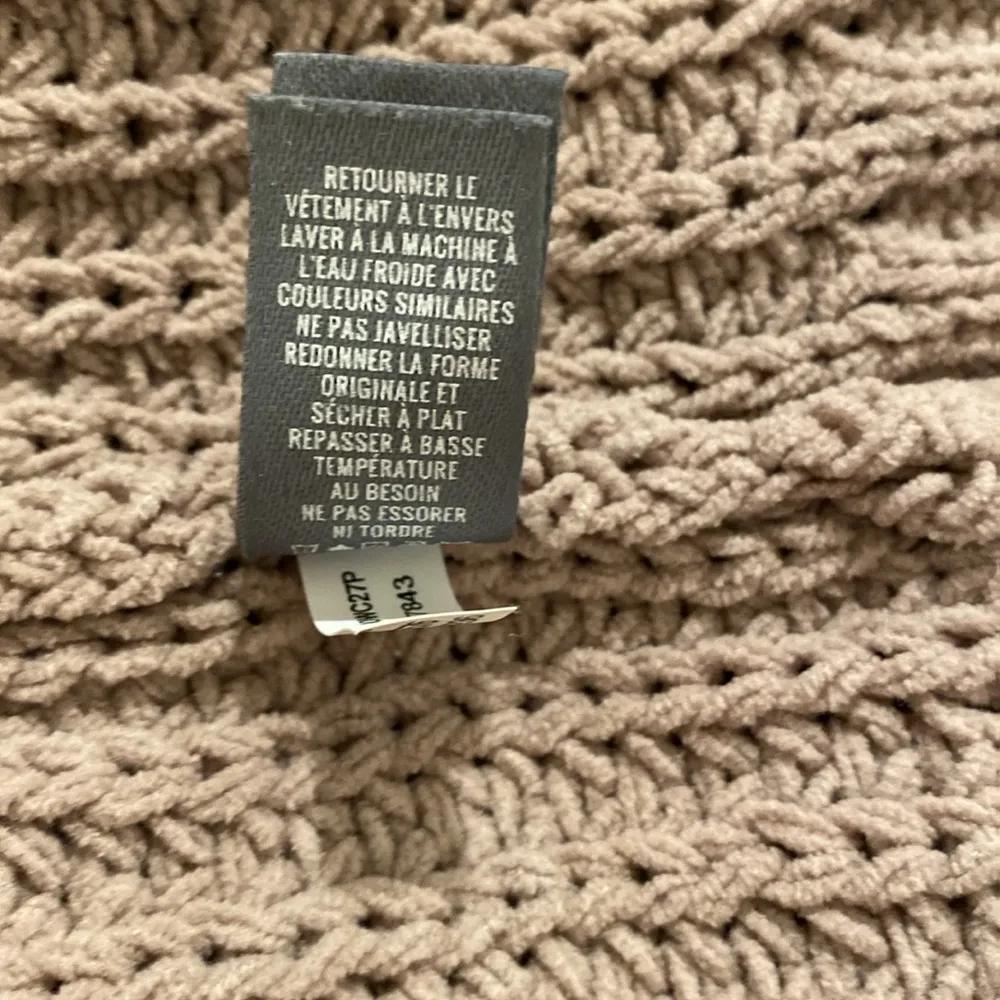 RETOURNER LE
VÊTEMENT À L'ENVERS
LAVER À LA MACHINE À
L'EAU FROIDE AVEC
COULEURS SIMILAIRES
NE PAS JAVELLISER
REDONNER LA FORME
ORIGINALE ET
SÉCHER À PLAT
REPASSER À BASSE
TEMPÉRATURE
AU BESOIN
NE PAS ESSORER
NI TORDRE